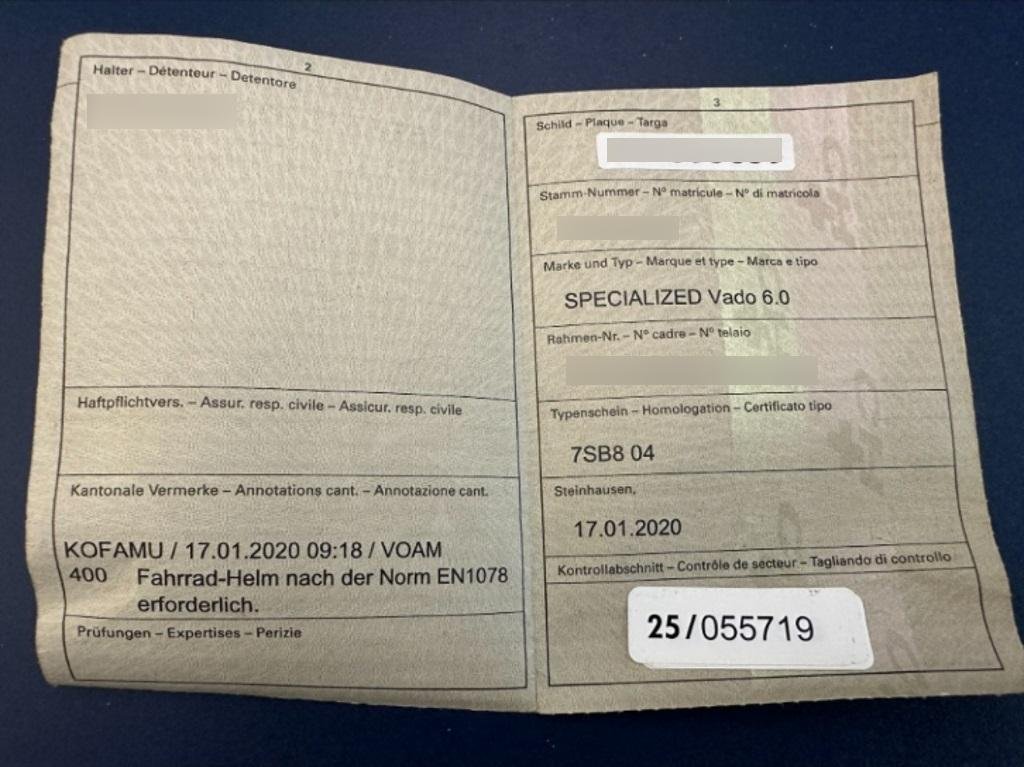 2
Halter – Détenteur – Detentore
Haftpflichtvers. – Assur. resp. civile – Assicur. resp. civile
Kantonale Vermerke – Annotations cant. – Annotazione cant.
KOFAMU / 17.01.2020 09:18 / VOAM
400 Fahrrad-Helm nach der Norm EN1078
erforderlich.
Prüfungen – Expertises – Perizie
3
Schild – Plaque – Targa
Stamm-Nummer – Nº matricule – Nº di matricola
Marke und Typ – Marque et type – Marca e tipo
SPECIALIZED Vado 6.0
Rahmen-Nr. – Nº cadre – Nº telaio
Typenschein – Homologation – Certificato tipo
7SB8 04
Steinhausen,
17.01.2020
Kontrollabschnitt – Contrôle de secteur – Tagliando di controllo
25/055719